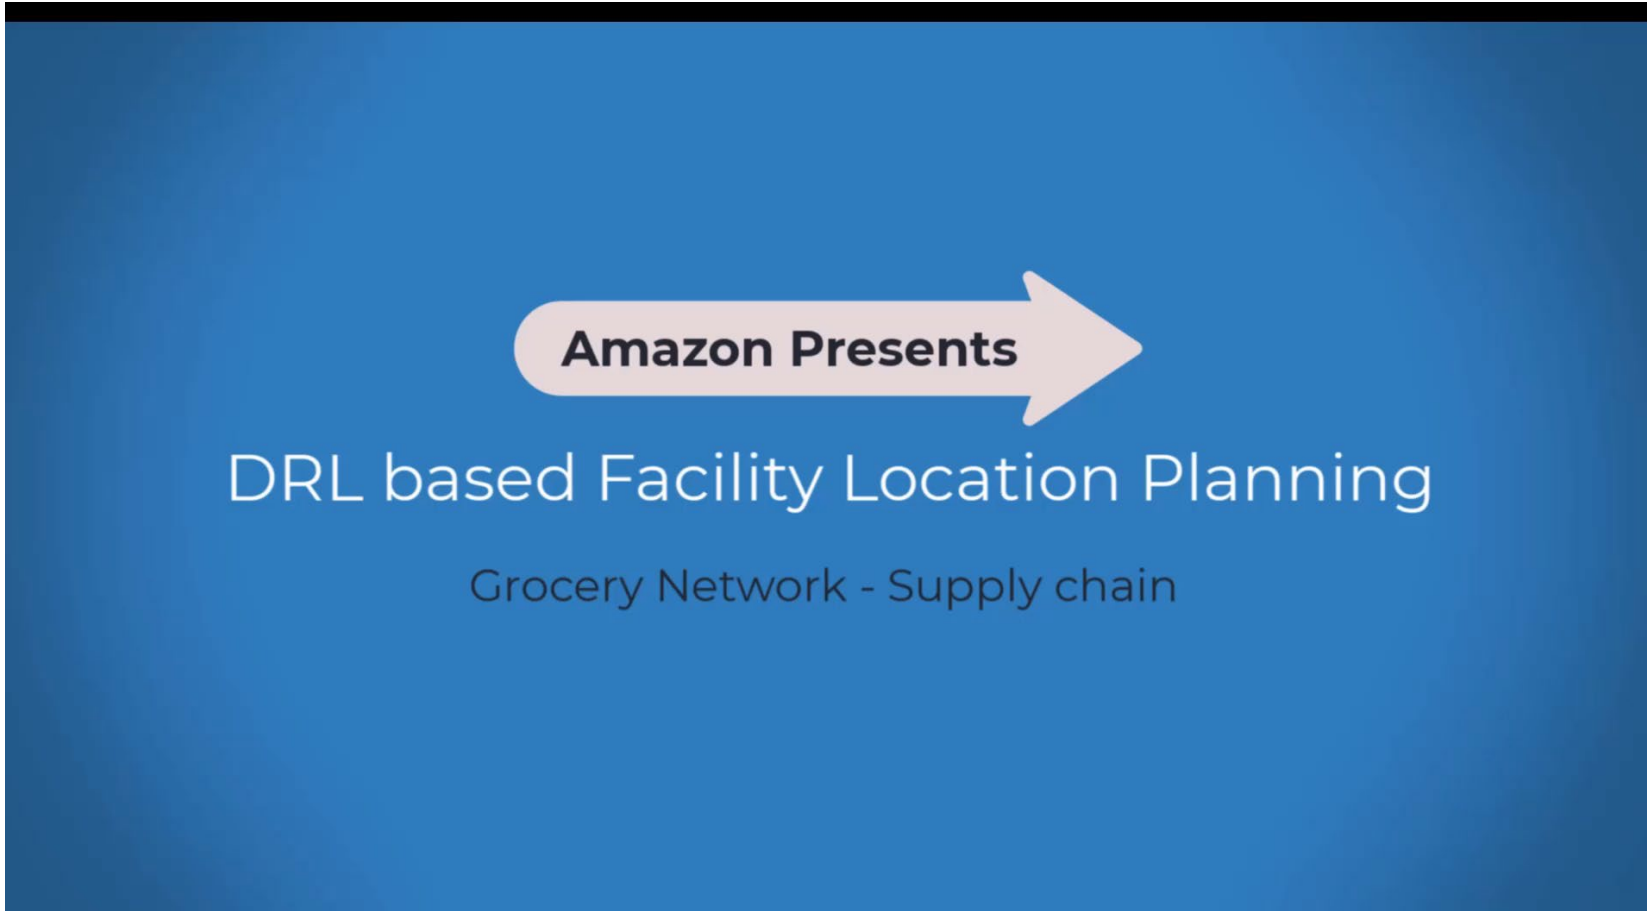 Amazon Presents
DRL based Facility Location Planning
Grocery Network - Supply chain